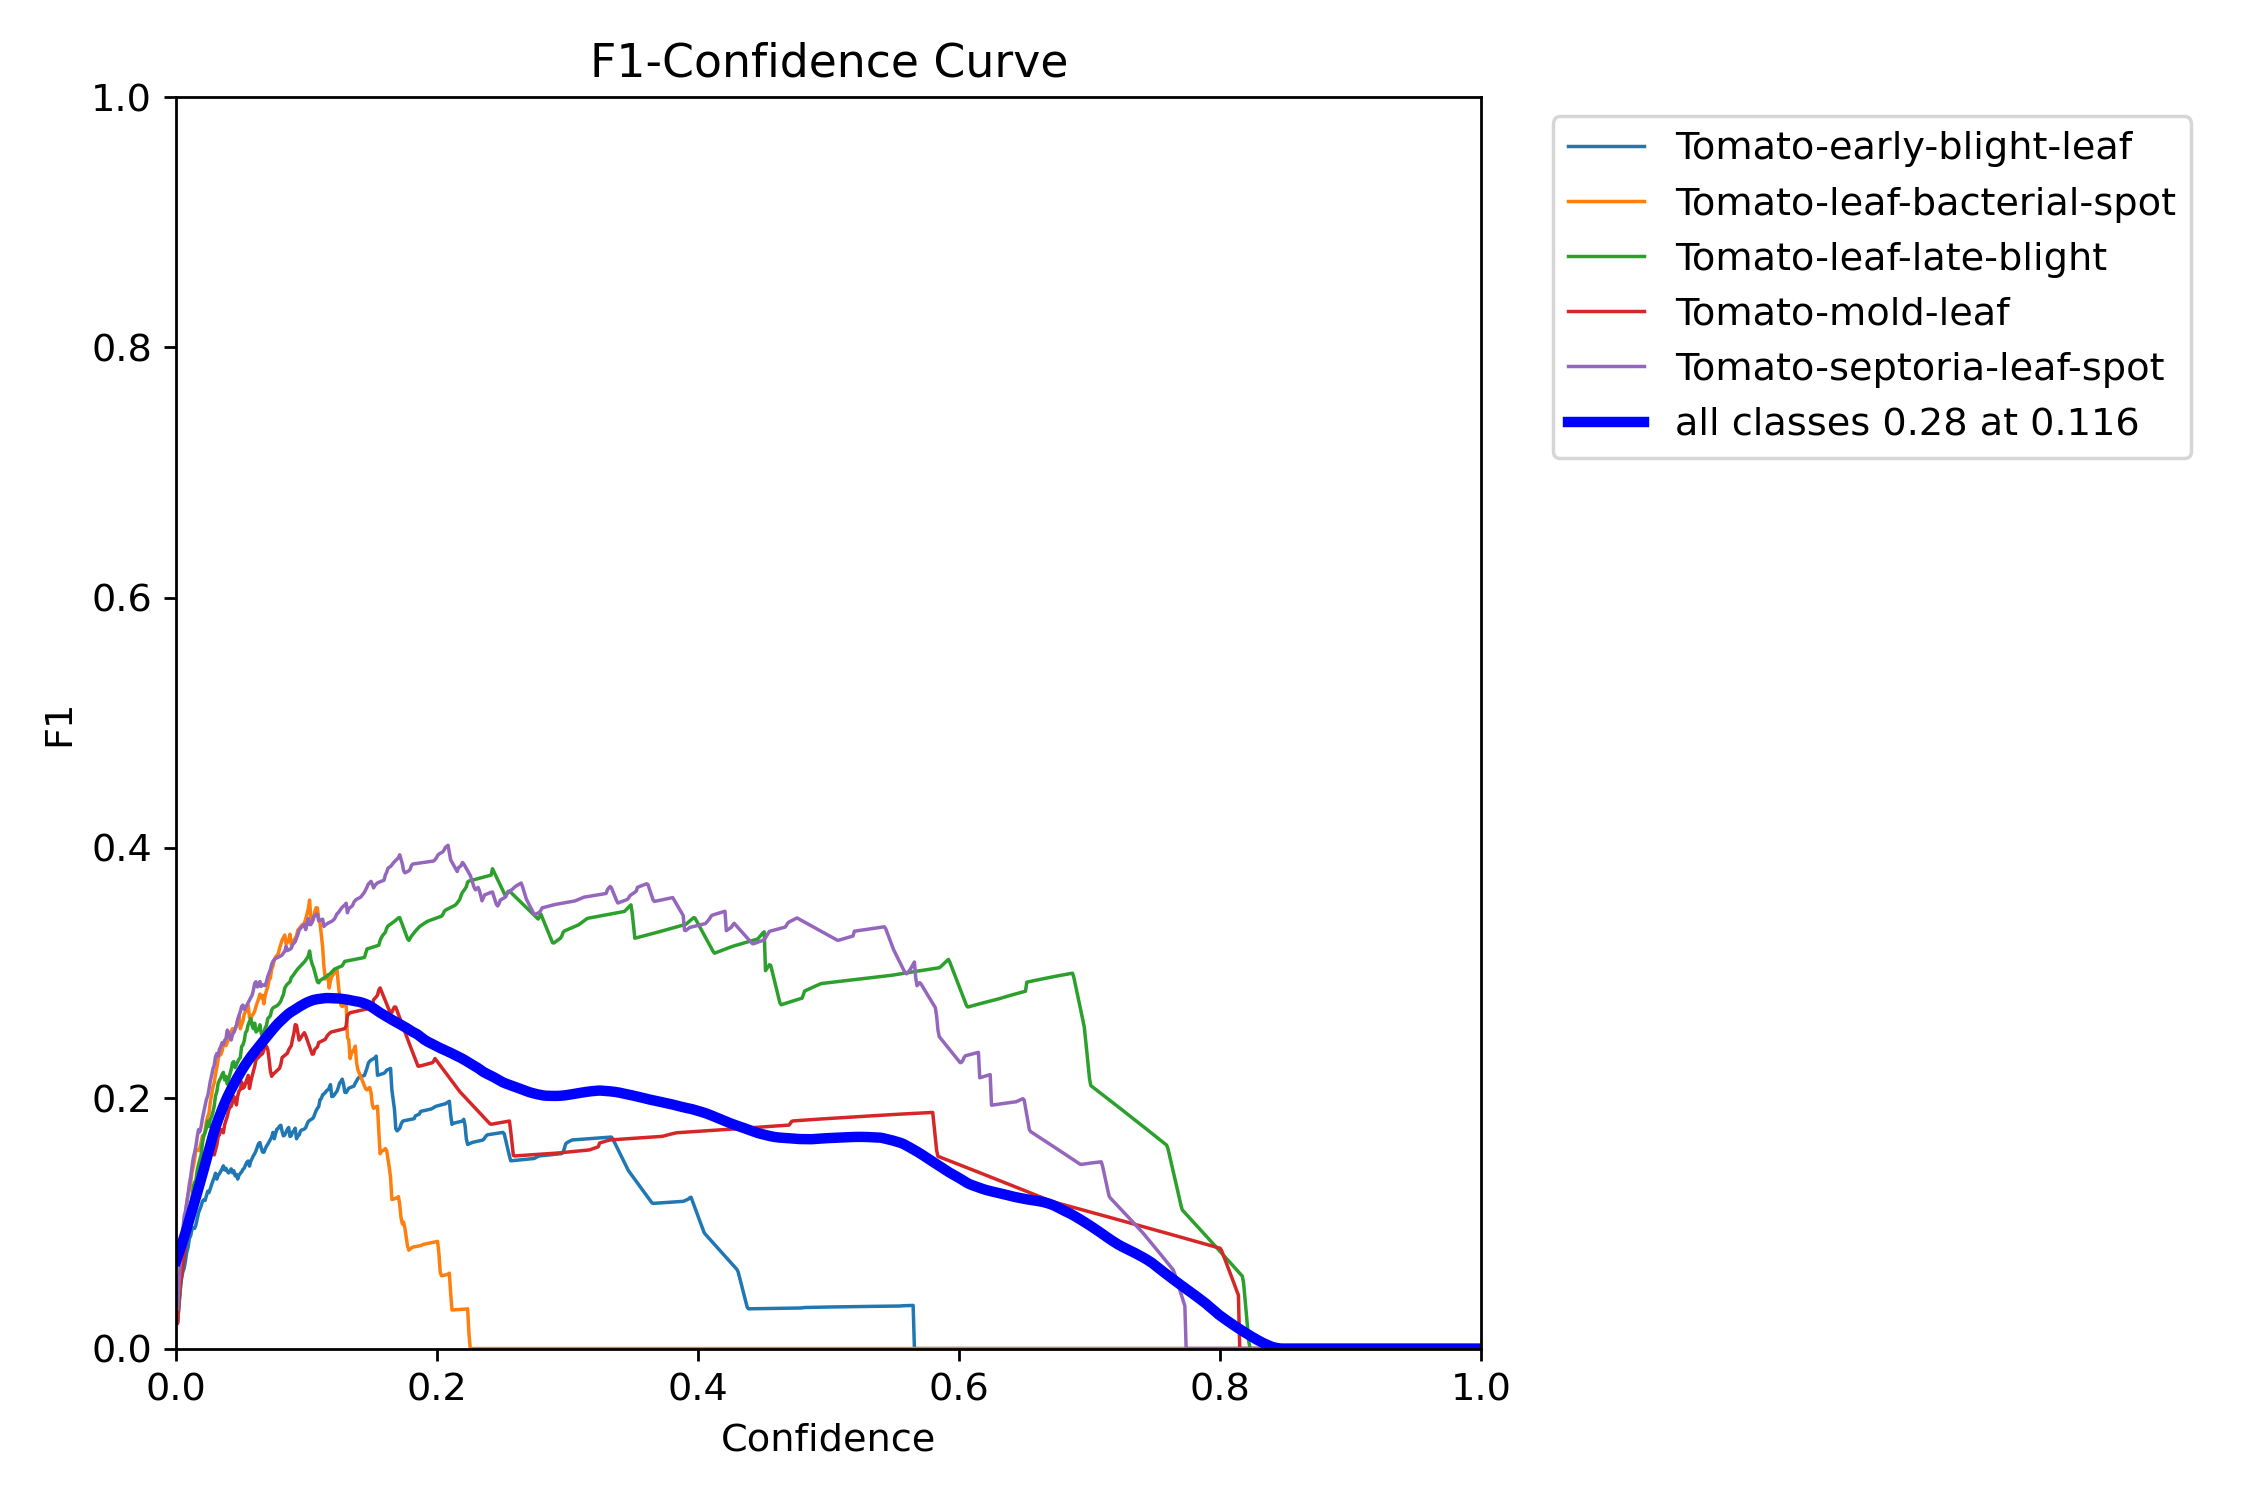 F1-Confidence Curve
1.0
0.8
0.6
0.4
0.2
0.0
F1
0.0 0.2 0.4 0.6 0.8 1.0
Confidence
Tomato-early-blight-leaf
Tomato-leaf-bacterial-spot
Tomato-leaf-late-blight
Tomato-mold-leaf
Tomato-septoria-leaf-spot
all classes 0.28 at 0.116